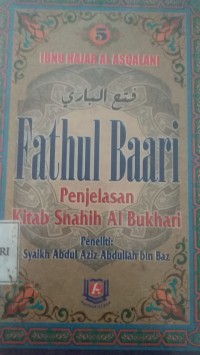 5
IBNU HAJAR AL ASQALANI
فتح الباري
Fathul Baari
Penjelasan
Kitab Shahih Al Bukhari
Peneliti:
Syaikh Abdul Aziz Abdullah bin Baz
RI